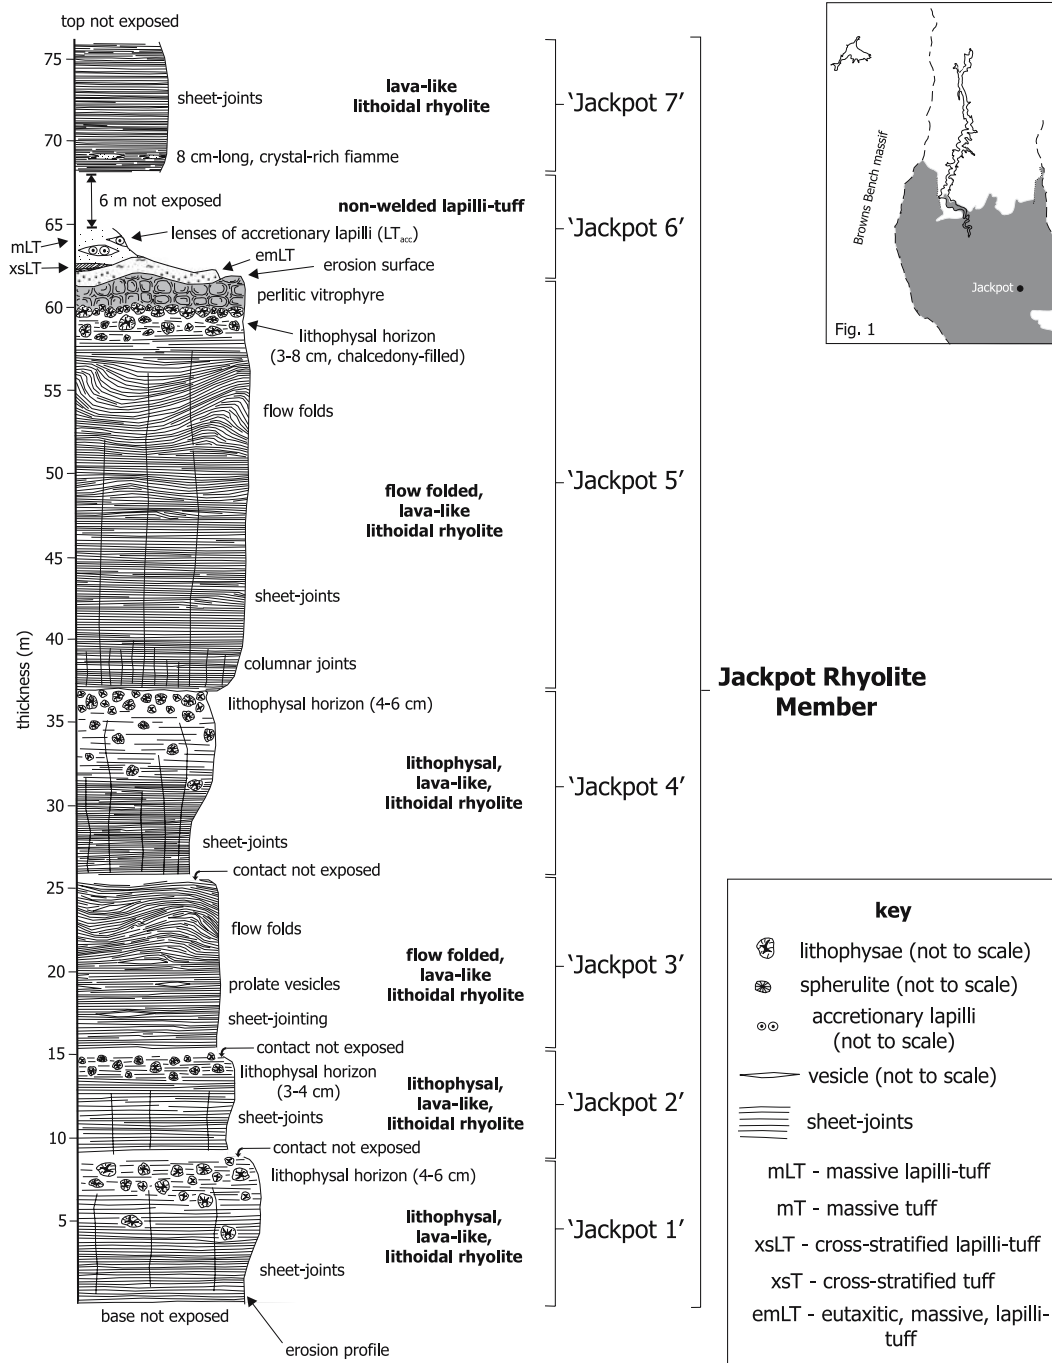 top not exposed
75
sheet-joints
lava-like
lithoidal rhyolite
'Jackpot 7'
70
8 cm-long, crystal-rich fiamme
6 m not exposed
non-welded lapilli-tuff
'Jackpot 6'
65
lenses of accretionary lapilli (LTacc)
mLT
emLT
xsLT
erosion surface
perlitic vitrophyre
60
lithophysal horizon
(3-8 cm, chalcedony-filled)
55
flow folds
50
flow folded,
lava-like
lithoidal rhyolite
'Jackpot 5'
45
sheet-joints
40
columnar joints
thickness (m)
lithophysal horizon (4-6 cm)
35
lithophysal,
lava-like,
lithoidal rhyolite
'Jackpot 4'
30
sheet-joints
contact not exposed
25
flow folds
flow folded,
lava-like
lithoidal rhyolite
'Jackpot 3'
20
prolate vesicles
sheet-jointing
contact not exposed
15
lithophysal horizon
(3-4 cm)
lithophysal,
lava-like,
lithoidal rhyolite
'Jackpot 2'
sheet-joints
10
contact not exposed
lithophysal horizon (4-6 cm)
5
lithophysal,
lava-like,
lithoidal rhyolite
'Jackpot 1'
sheet-joints
base not exposed
erosion profile
Jackpot Rhyolite
Member
Browns Bench massif
Jackpot
Fig. 1
key
lithophysae (not to scale)
spherulite (not to scale)
accretionary lapilli
(not to scale)
vesicle (not to scale)
sheet-joints
mLT - massive lapilli-tuff
mT - massive tuff
xsLT - cross-stratified lapilli-tuff
xsT - cross-stratified tuff
emLT - eutaxitic, massive, lapilli-
tuff